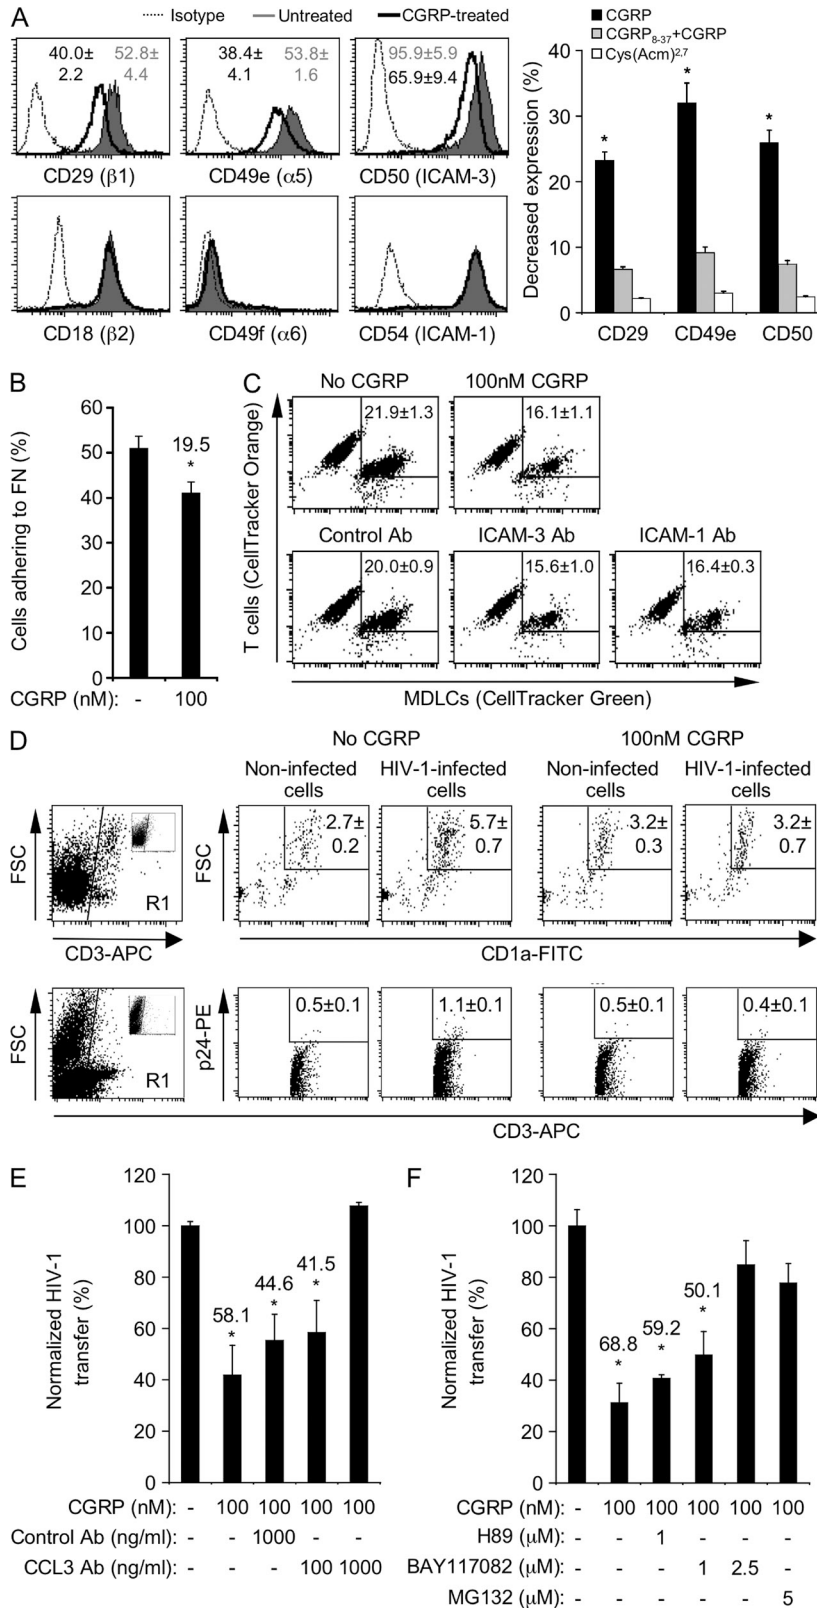 A
Isotype Untreated CGRP-treated
40.0± 2.2
52.8± 4.4
CD29 (β1)
38.4± 4.1
53.8± 1.6
CD49e (α5)
95.9±5.9
65.9±9.4
CD50 (ICAM-3)
CD18 (β2)
CD49f (α6)
CD54 (ICAM-1)
CGRP
CGRP8-37+CGRP
Cys(Acm)2,7
Decreased expression (%)
40
30
20
10
0
* * *
CD29 CD49e CD50
B
Cells adhering to FN (%)
60
50
40
30
20
10
0
19.5
*
CGRP (nM): - 100
C
No CGRP 100nM CGRP
21.9±1.3 16.1±1.1
Control Ab ICAM-3 Ab ICAM-1 Ab
20.0±0.9 15.6±1.0 16.4±0.3
T cells (CellTracker Orange)
MDLCs (CellTracker Green)
D
No CGRP 100nM CGRP
Non-infected cells
HIV-1-infected cells
Non-infected cells
HIV-1-infected cells
FSC
R1
CD3-APC
FSC
2.7± 0.2
5.7± 0.7
3.2± 0.3
3.2± 0.7
CD1a-FITC
FSC
R1
p24-PE
0.5±0.1 1.1±0.1 0.5±0.1 0.4±0.1
CD3-APC
E
Normalized HIV-1 transfer (%)
120
100
80
60
40
20
0
58.1
*
44.6
*
41.5
*
CGRP (nM): - 100 100 100 100
Control Ab (ng/ml): - - 1000 - -
CCL3 Ab (ng/ml): - - - 100 1000
F
Normalized HIV-1 transfer (%)
120
100
80
60
40
20
0
68.8
*
59.2
*
50.1
*
CGRP (nM): - 100 100 100 100 100
H89 (μM): - - 1 - - -
BAY117082 (μM): - - - 1 2.5 -
MG132 (μM): - - - - - 5